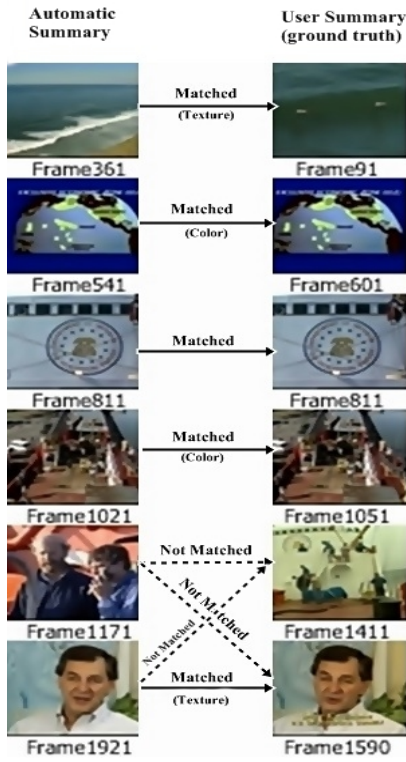 Automatic
Summary
User Summary
(ground truth)
Matched
(Texture)
Frame361
Frame91
Matched
(Color)
Frame541
Frame601
Matched
Frame811
Frame811
Matched
(Color)
Frame1021
Frame1051
Not Matched
Not Matched
Not Matched
Frame1171
Frame1411
Matched
(Texture)
Frame1921
Frame1590